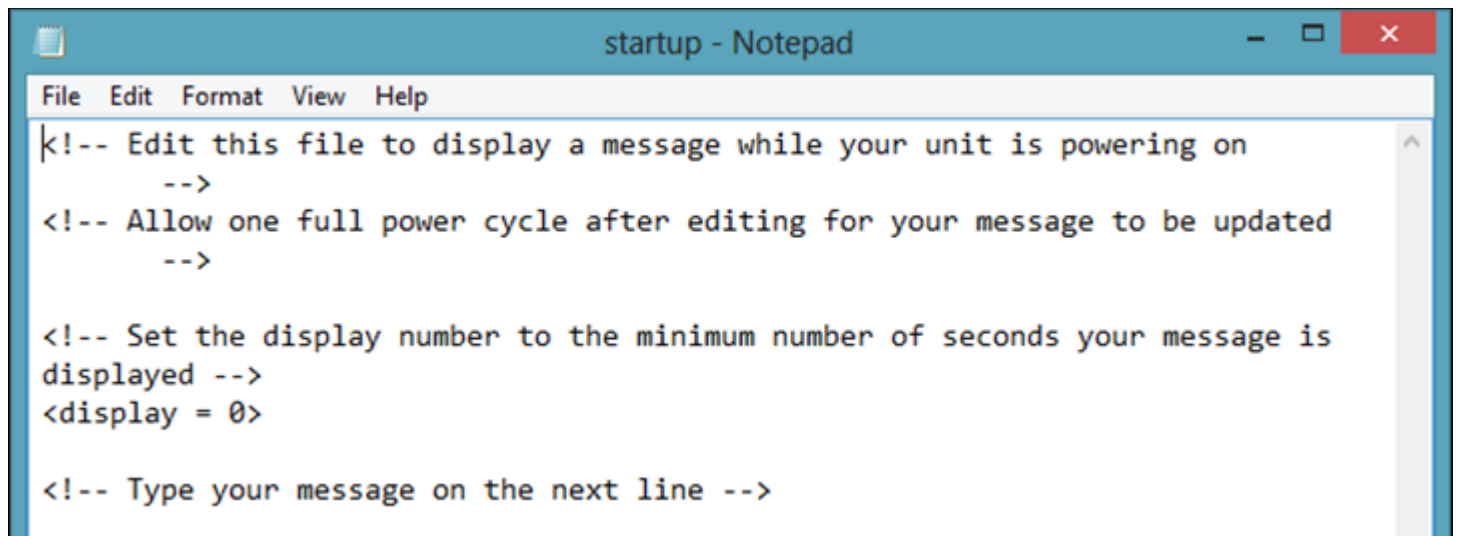 startup - Notepad
File Edit Format View Help
<!-- Edit this file to display a message while your unit is powering on
-->
<!-- Allow one full power cycle after editing for your message to be updated
-->
<!-- Set the display number to the minimum number of seconds your message is
displayed -->
<display = 0>
<!-- Type your message on the next line -->